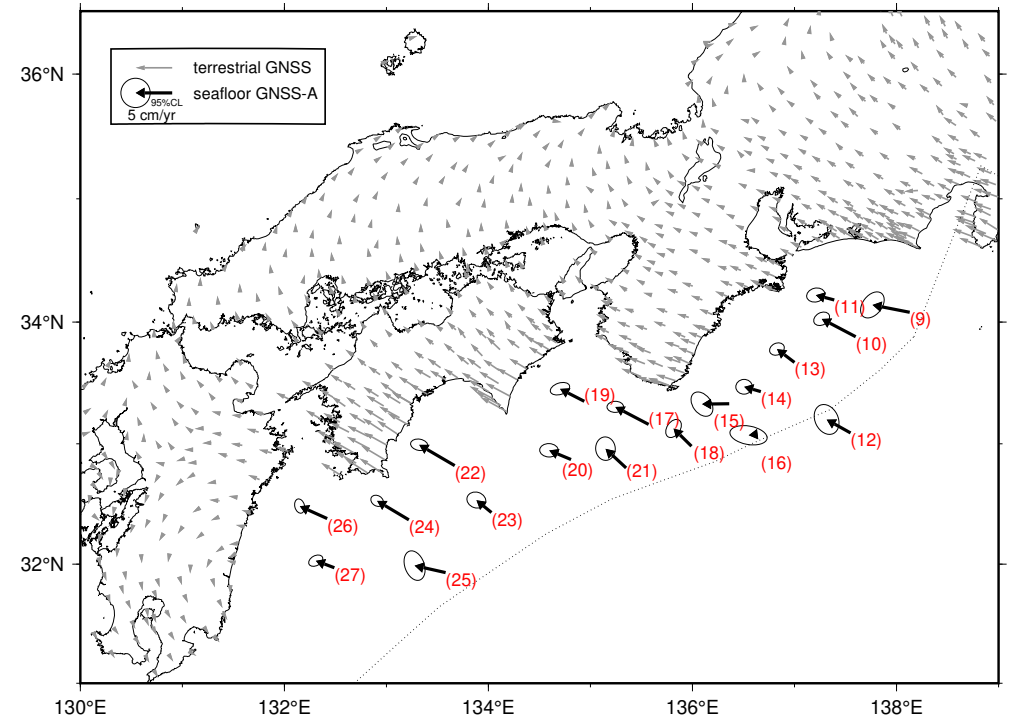 36°N
34°N
32°N
terrestrial GNSS
95%CL
seafloor GNSS-A
5 cm/yr
(11)
(9)
(10)
(13)
(19)
(14)
(17)
(15)
(12)
(18)
(16)
(22)
(20)
(21)
(26)
(24)
(23)
(27)
(25)
130°E
132°E
134°E
136°E
138°E